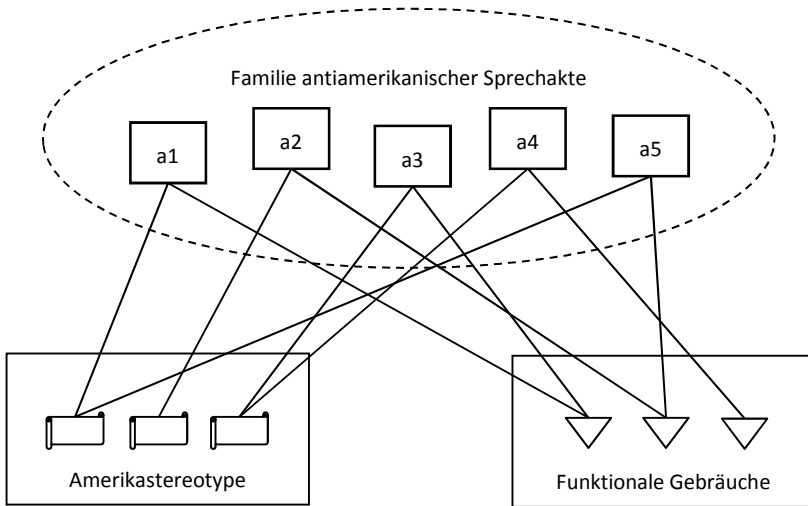 Familie antiamerikanischer Sprechakte
a1
a2
a3
a4
a5
Amerikastereotype
Funktionale Gebräuche